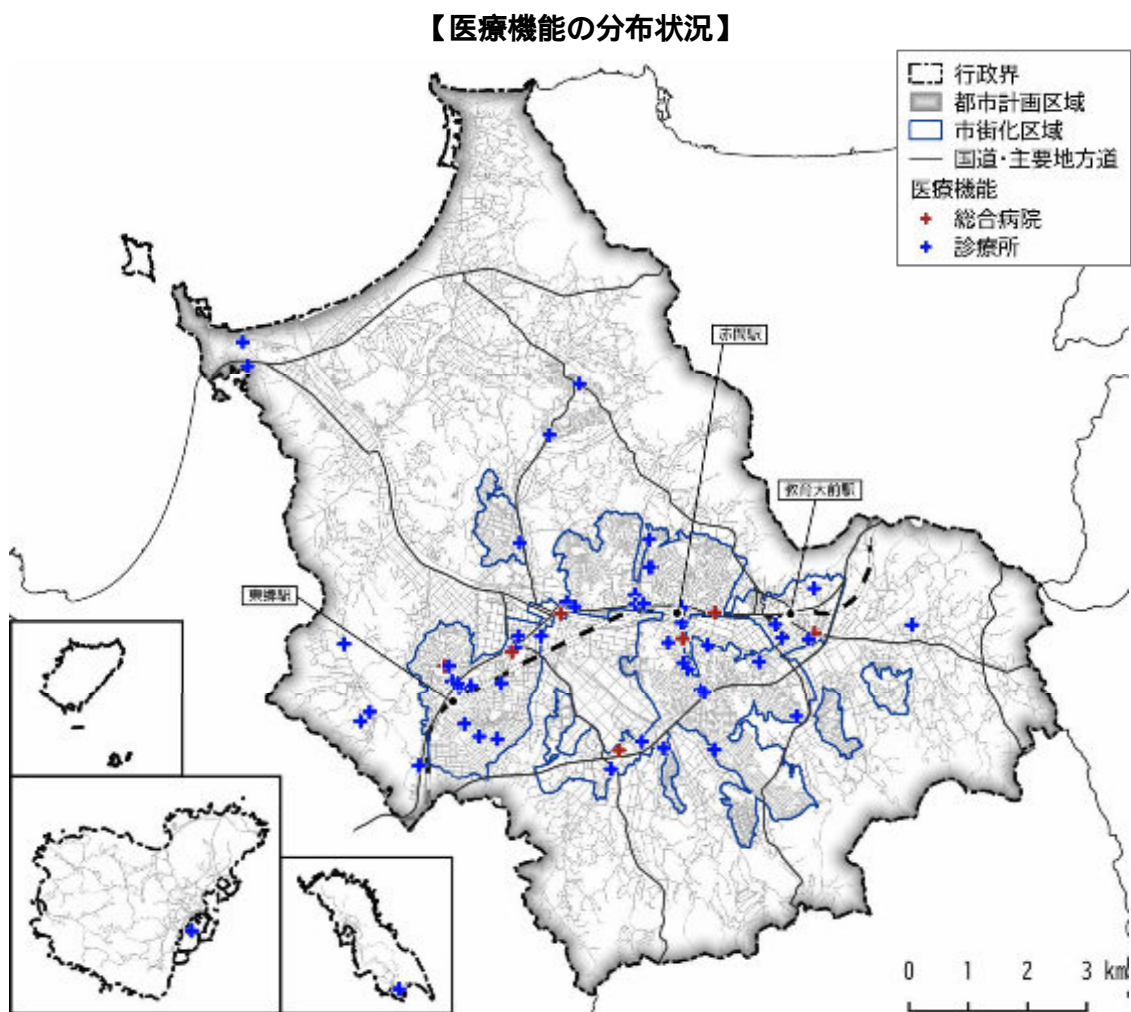 【医療機能の分布状況】
行政界
都市計画区域
市街化区域
国道・主要地方道
医療機能
総合病院
診療所
赤間駅
教育大前駅
東郷駅
0 1 2 3 km